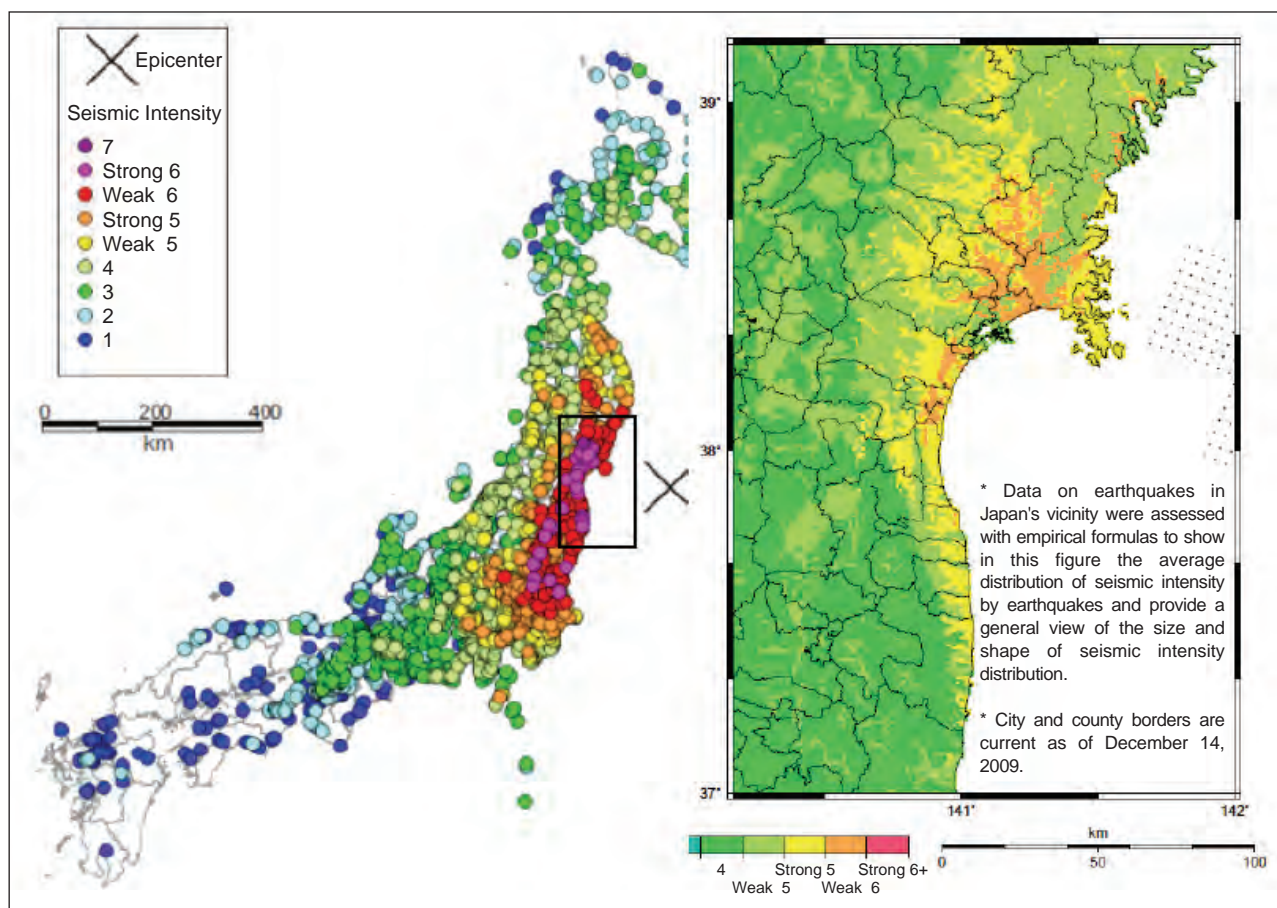 Epicenter
Seismic Intensity
7
Strong 6
Weak 6
Strong 5
Weak 5
4
3
2
1
0 200 400
km
39°
38°
37°
141° 142°
* Data on earthquakes in
Japan's vicinity were assessed
with empirical formulas to show
in this figure the average
distribution of seismic intensity
by earthquakes and provide a
general view of the size and
shape of seismic intensity
distribution.
* City and county borders are
current as of December 14,
2009.
4 Strong 5 Strong 6+
Weak 5 Weak 6
km
0 50 100